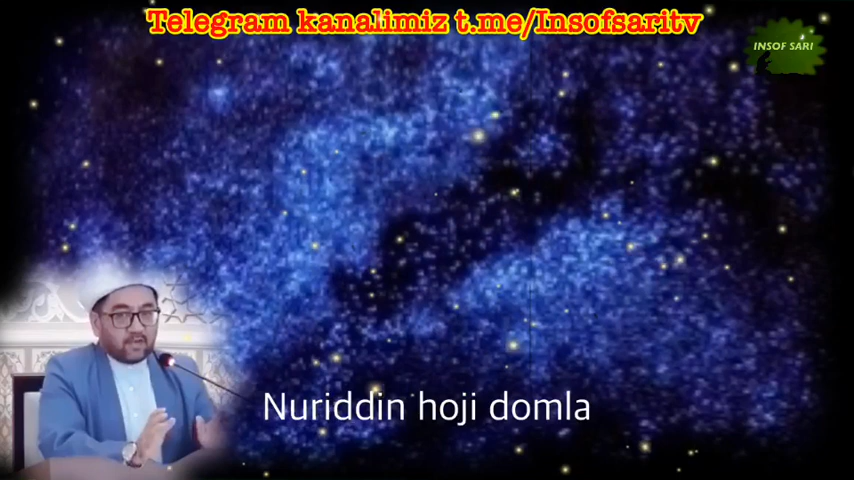 Telegram kanalimiz t.me/Insofsaritv
INSOF SARI
Nuriddin hoji domla